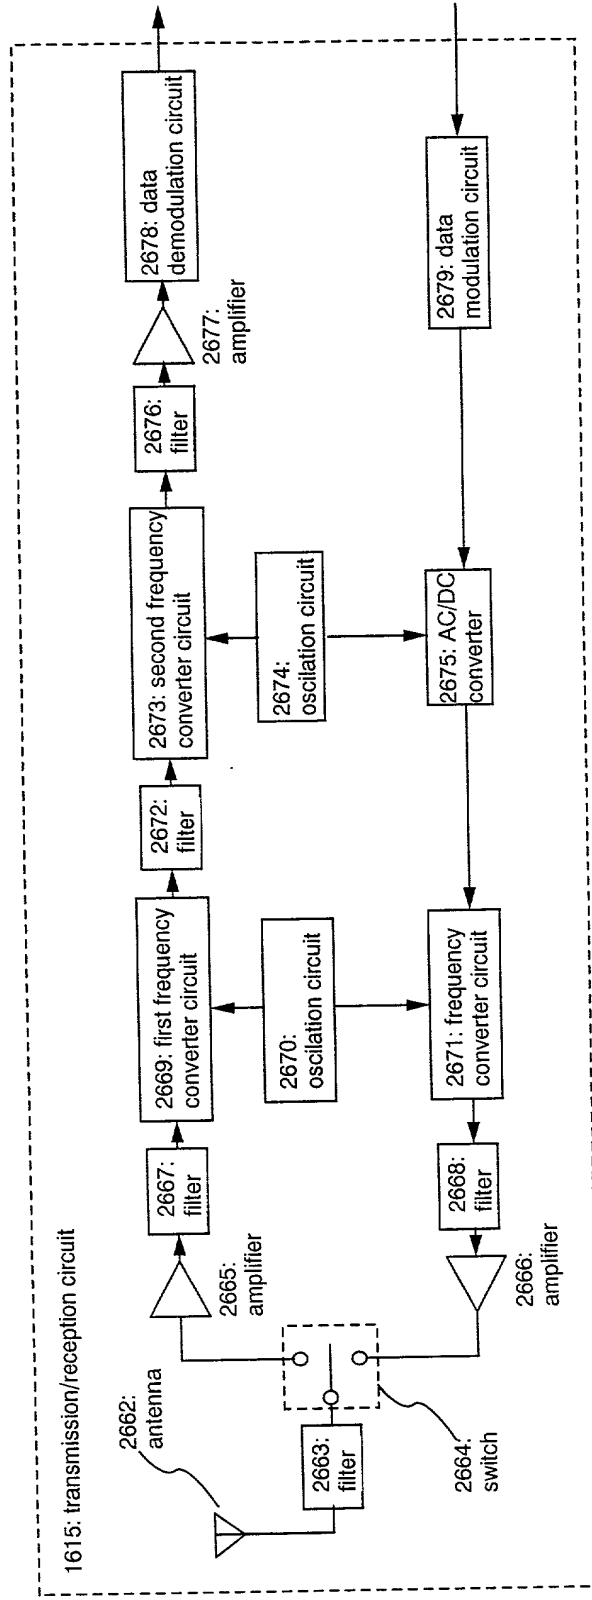 1615: transmission/reception circuit
2662:
antenna
2663:
filter
2664:
switch
2665:
amplifier
2667:
filter
2669: first frequency
converter circuit
2672:
filter
2673: second frequency
converter circuit
2676:
filter
2677:
amplifier
2678: data
demodulation circuit
2670:
oscilation circuit
2674:
oscilation circuit
2666:
amplifier
2668:
filter
2671: frequency
converter circuit
2675: AC/DC
converter
2679: data
modulation circuit